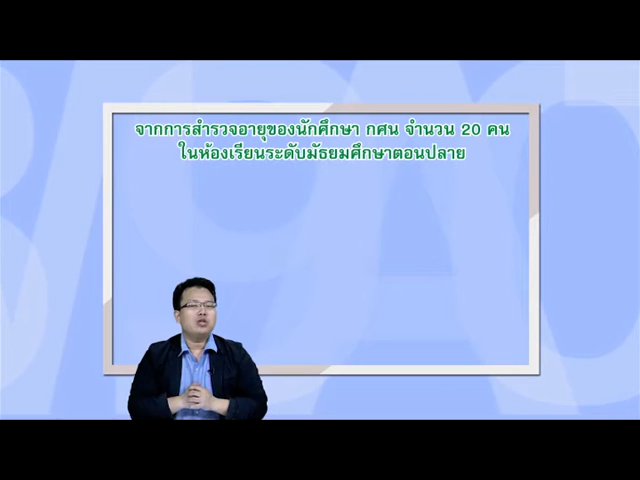 จากการสำรวจอายุของนักศึกษา กศน จำนวน 20 คน
ในห้องเรียนระดับมัธยมศึกษาตอนปลาย